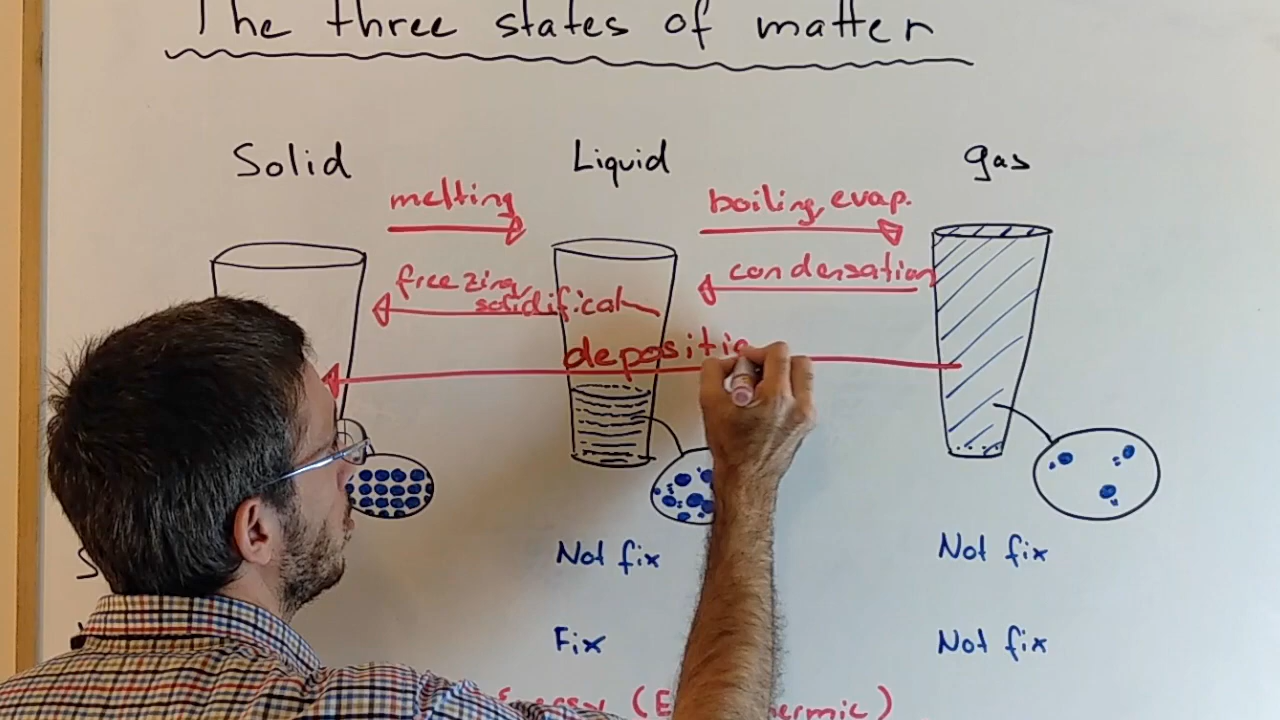 The three states of matter
Solid Liquid gas
melting boiling, evap.
freezing, condensation
solidificat
depositio
Not fix Not fix
Fix Not fix